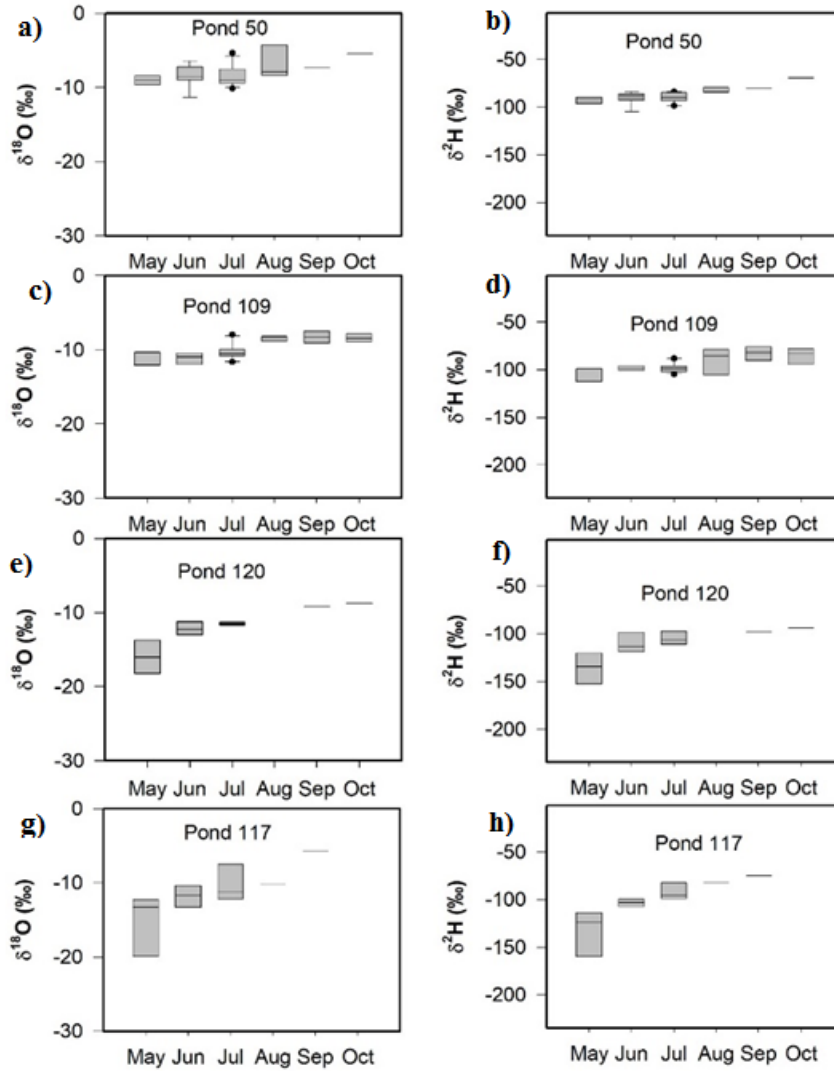 a)
Pond 50
δ18O (‰)
0
-10
-20
-30
May Jun Jul Aug Sep Oct
b)
Pond 50
δ2H (‰)
-50
-100
-150
-200
May Jun Jul Aug Sep Oct
c)
Pond 109
δ18O (‰)
0
-10
-20
-30
May Jun Jul Aug Sep Oct
d)
Pond 109
δ2H (‰)
-50
-100
-150
-200
May Jun Jul Aug Sep Oct
e)
Pond 120
δ18O (‰)
0
-10
-20
-30
May Jun Jul Aug Sep Oct
f)
Pond 120
δ2H (‰)
-50
-100
-150
-200
May Jun Jul Aug Sep Oct
g)
Pond 117
δ18O (‰)
0
-10
-20
-30
May Jun Jul Aug Sep Oct
h)
Pond 117
δ2H (‰)
-50
-100
-150
-200
May Jun Jul Aug Sep Oct